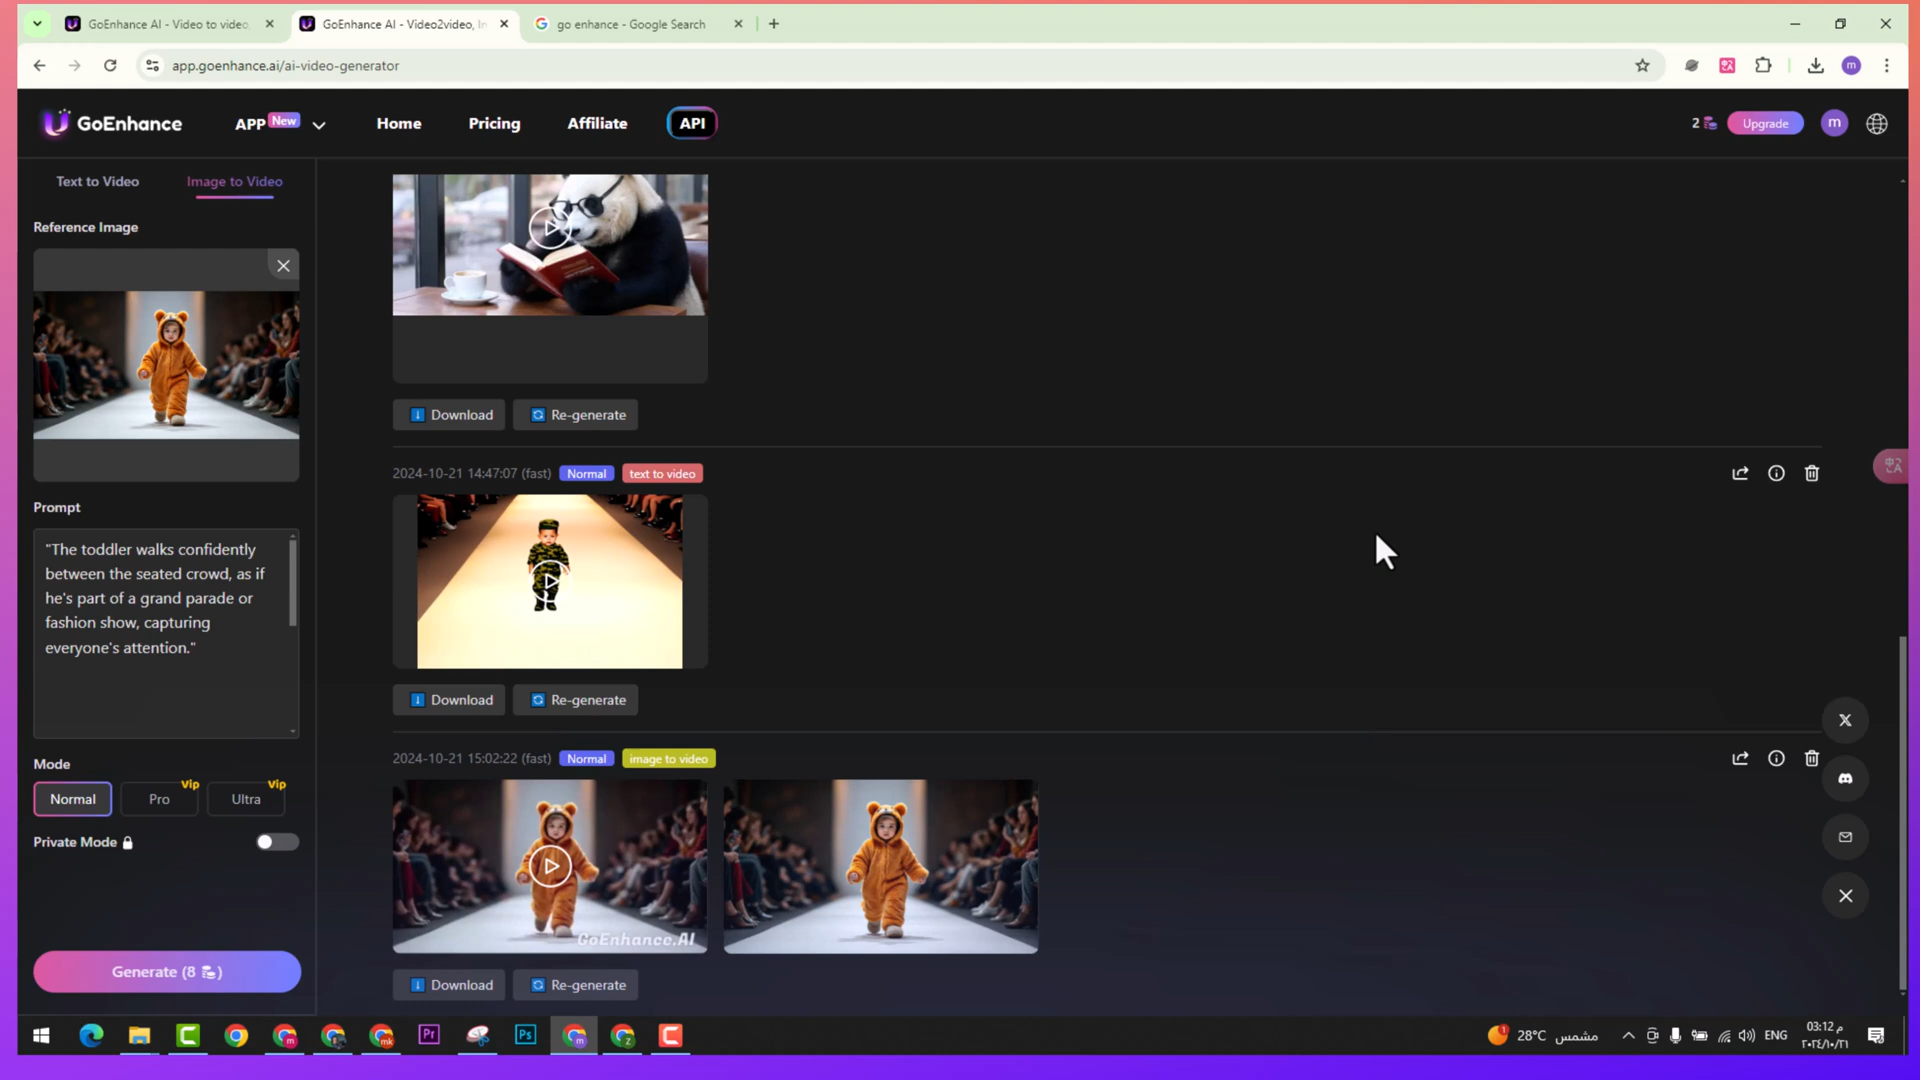 GoEnhance AI - Video to video,
GoEnhance AI - Video2video, In
go enhance - Google Search
app.goenhance.ai/ai-video-generator
m
GoEnhance
APP New
Home
Pricing
Affiliate
API
2
Upgrade
m
Text to Video
Image to Video
Reference Image
Download
Re-generate
2024-10-21 14:47:07 (fast)
Normal
text to video
Prompt
"The toddler walks confidently
between the seated crowd, as if
he's part of a grand parade or
fashion show, capturing
everyone's attention."
Download
Re-generate
2024-10-21 15:02:22 (fast)
Normal
image to video
Mode
Normal
Pro
Vip
Ultra
Vip
Private Mode
GoEnhance.AI
Generate (8 )
Download
Re-generate
Pr
Ps
28°C مشمس
ENG
03:12 م
٢٠٢٤/١٠/٢١